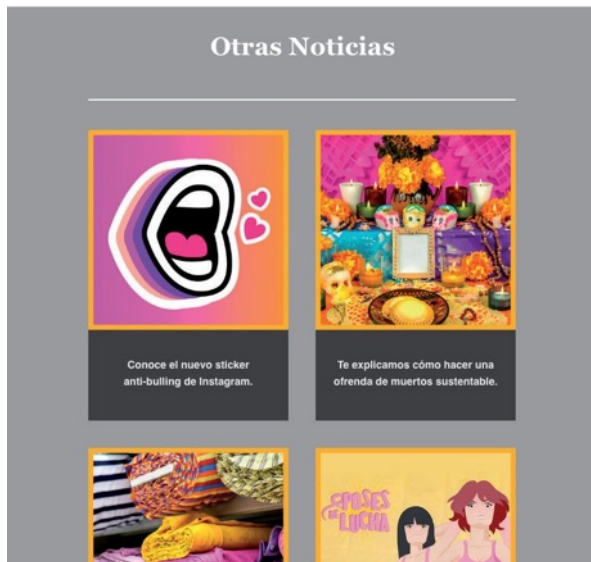 Otras Noticias
Conoce el nuevo sticker
anti-bulling de Instagram.
Te explicamos cómo hacer una
ofrenda de muertos sustentable.
POSES
DE LUCHA